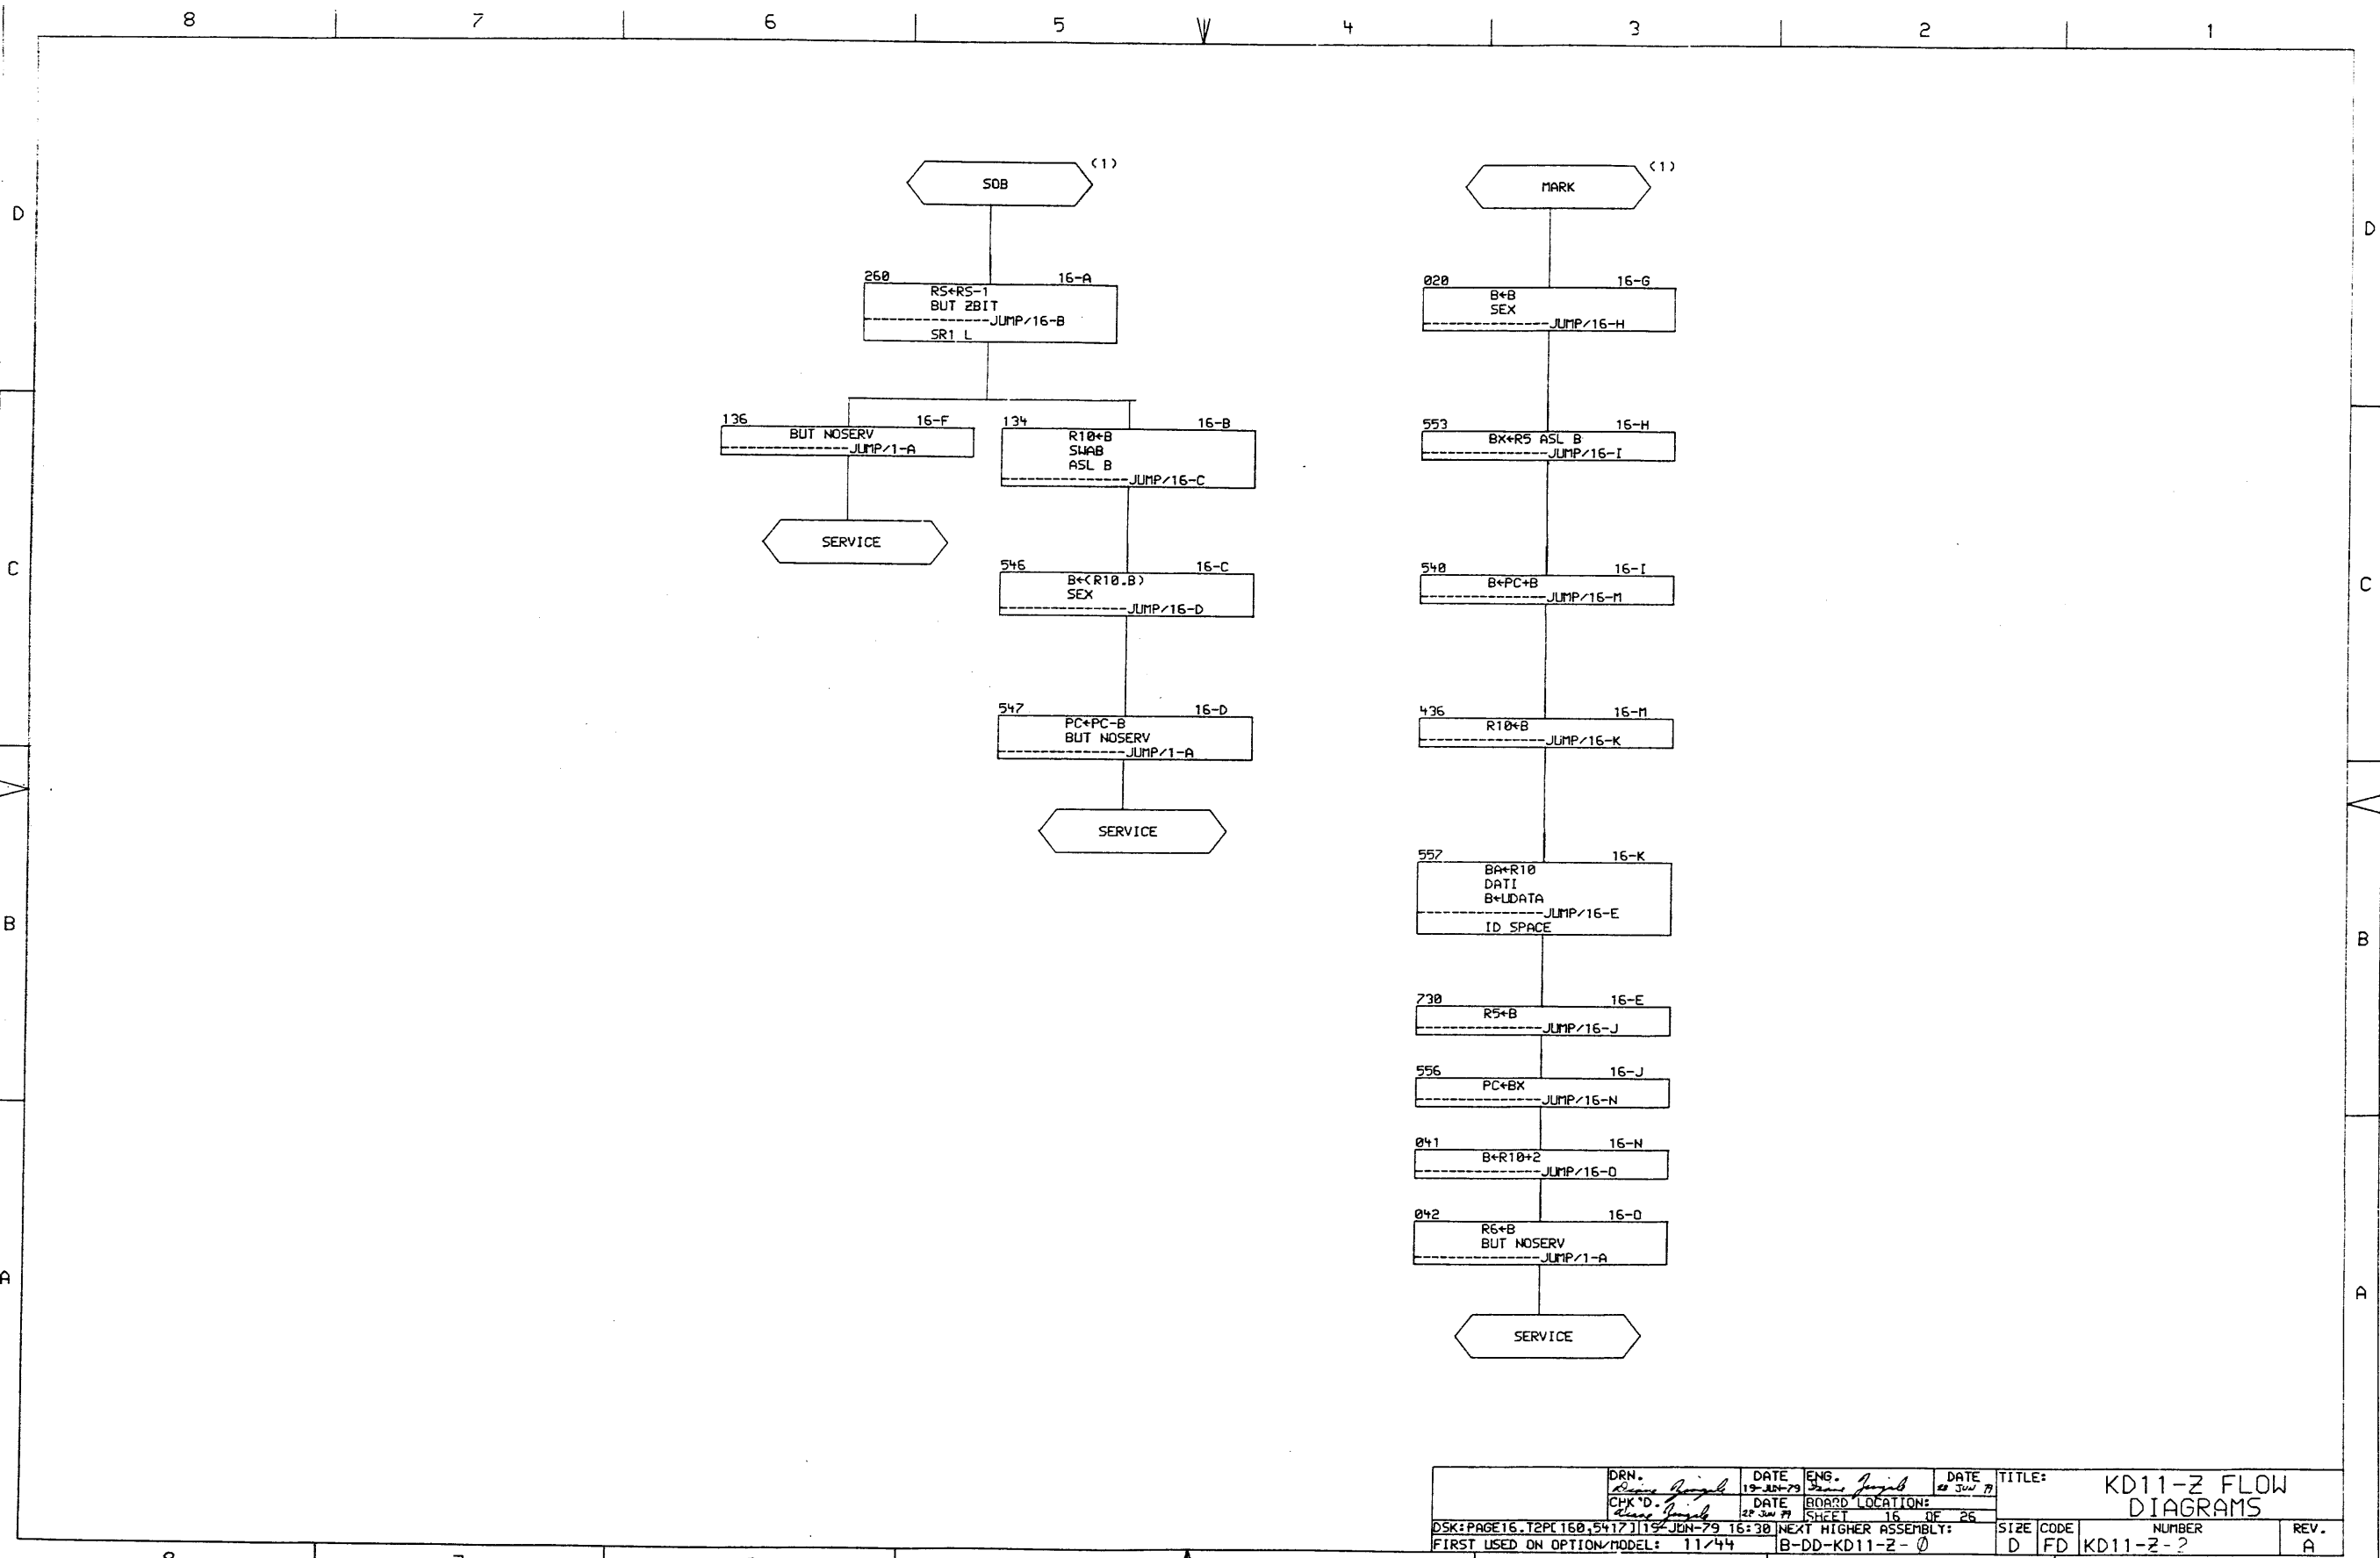 8 7 6 5 4 3 2 1
D
C
B
A
SOB (1)
260 16-A
RS←RS-1
BUT ZBIT
---------------JUMP/16-B
SR1 L
136 16-F
BUT NOSERV
---------------JUMP/1-A
SERVICE
134 16-B
R10←B
SWAB
ASL B
---------------JUMP/16-C
546 16-C
B←(R10.B)
SEX
---------------JUMP/16-D
547 16-D
PC←PC-B
BUT NOSERV
---------------JUMP/1-A
SERVICE
MARK (1)
020 16-G
B←B
SEX
---------------JUMP/16-H
553 16-H
BX←R5 ASL B
---------------JUMP/16-I
540 16-I
B←PC+B
---------------JUMP/16-M
436 16-M
R10←B
---------------JUMP/16-K
557 16-K
BA←R10
DATI
B←UDATA
---------------JUMP/16-E
ID SPACE
730 16-E
R5←B
---------------JUMP/16-J
556 16-J
PC←BX
---------------JUMP/16-N
041 16-N
B←R10+2
---------------JUMP/16-O
042 16-O
R6←B
BUT NOSERV
---------------JUMP/1-A
SERVICE
D
C
B
A
DRN. DATE 19-JUN-79 ENG. DATE 28 JUN 79
CHK'D. DATE 28 JUN 79 BOARD LOCATION:
SHEET 16 OF 26
DSK:PAGE16.T2P[160,5417] 19-JUN-79 16:30 NEXT HIGHER ASSEMBLY:
FIRST USED ON OPTION/MODEL: 11/44 B-DD-KD11-Z-0
TITLE: KD11-Z FLOW
DIAGRAMS
SIZE CODE NUMBER REV.
D FD KD11-Z-? A